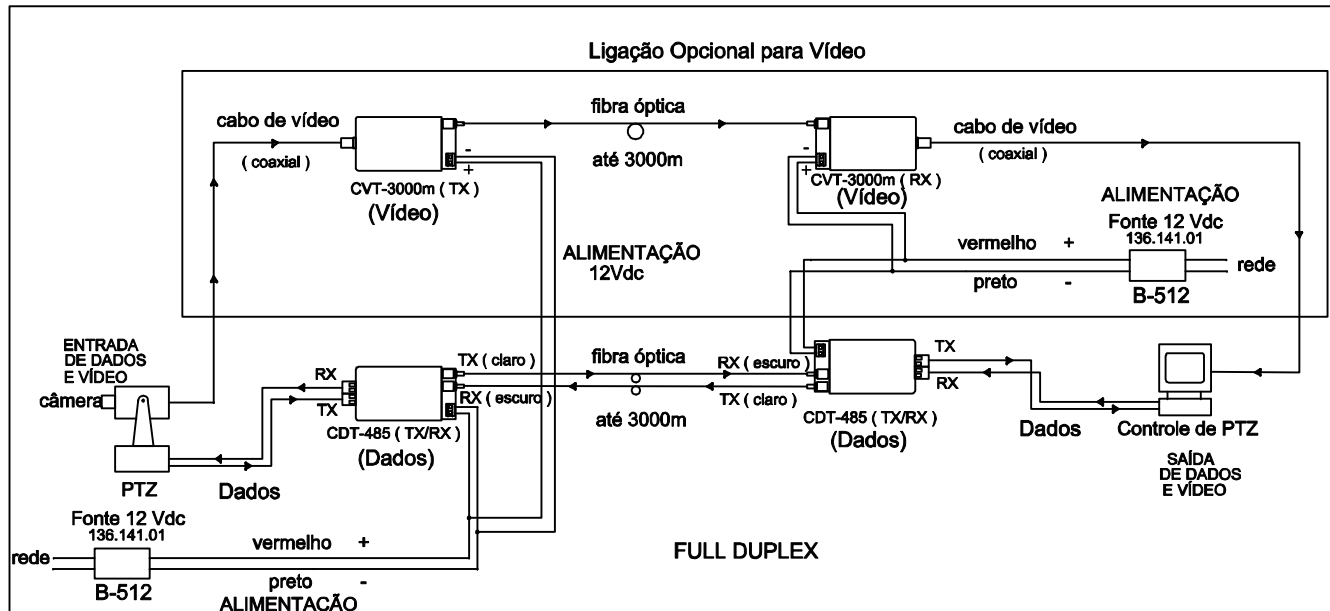 Ligação Opcional para Vídeo
cabo de vídeo
( coaxial )
fibra óptica
até 3000m
cabo de vídeo
( coaxial )
-
+
CVT-3000m ( TX )
(Vídeo)
-
+
CVT-3000m ( RX )
(Vídeo)
ALIMENTAÇÃO
Fonte 12 Vdc
136.141.01
ALIMENTAÇÃO
12Vdc
vermelho +
preto -
rede
B-512
ENTRADA
DE DADOS
E VÍDEO
câmera
RX
TX
TX ( claro )
RX ( escuro )
fibra óptica
até 3000m
RX ( escuro )
TX ( claro )
TX
RX
CDT-485 ( TX/RX )
(Dados)
CDT-485 ( TX/RX )
(Dados)
Dados
Controle de PTZ
SAÍDA
DE DADOS
E VÍDEO
PTZ
Dados
Fonte 12 Vdc
136.141.01
rede
B-512
vermelho +
preto -
ALIMENTAÇÃO
FULL DUPLEX